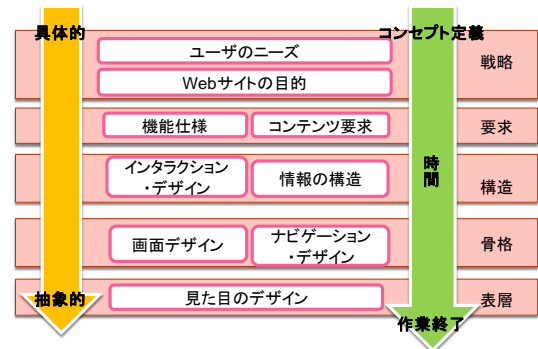 具体的
コンセプト定義
ユーザのニーズ
Webサイトの目的
戦略
機能仕様
コンテンツ要求
要求
インタラクション
・デザイン
情報の構造
時
間
構造
画面デザイン
ナビゲーション
・デザイン
骨格
抽象的
見た目のデザイン
表層
作業終了